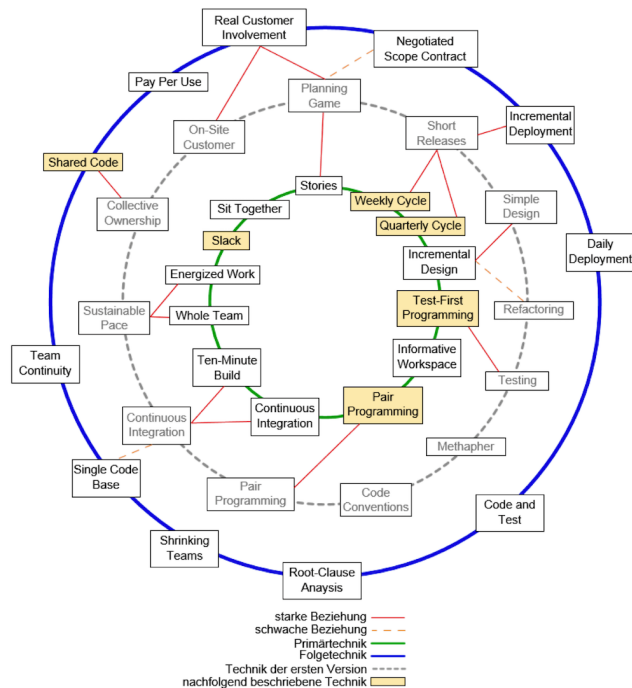 Real Customer
Involvement
Negotiated
Scope Contract
Pay Per Use
Planning
Game
Incremental
Deployment
On-Site
Customer
Short
Releases
Shared Code
Stories
Weekly Cycle
Simple
Design
Collective
Ownership
Sit Together
Quarterly Cycle
Slack
Incremental
Design
Daily
Deployment
Energized Work
Test-First
Programming
Refactoring
Sustainable
Pace
Whole Team
Team
Continuity
Ten-Minute
Build
Informative
Workspace
Testing
Pair
Programming
Continuous
Integration
Continuous
Integration
Methapher
Single Code
Base
Pair
Programming
Code
Conventions
Code and
Test
Shrinking
Teams
Root-Clause
Anaysis
starke Beziehung
schwache Beziehung
Primärtechnik
Folgetechnik
Technik der ersten Version
nachfolgend beschriebene Technik